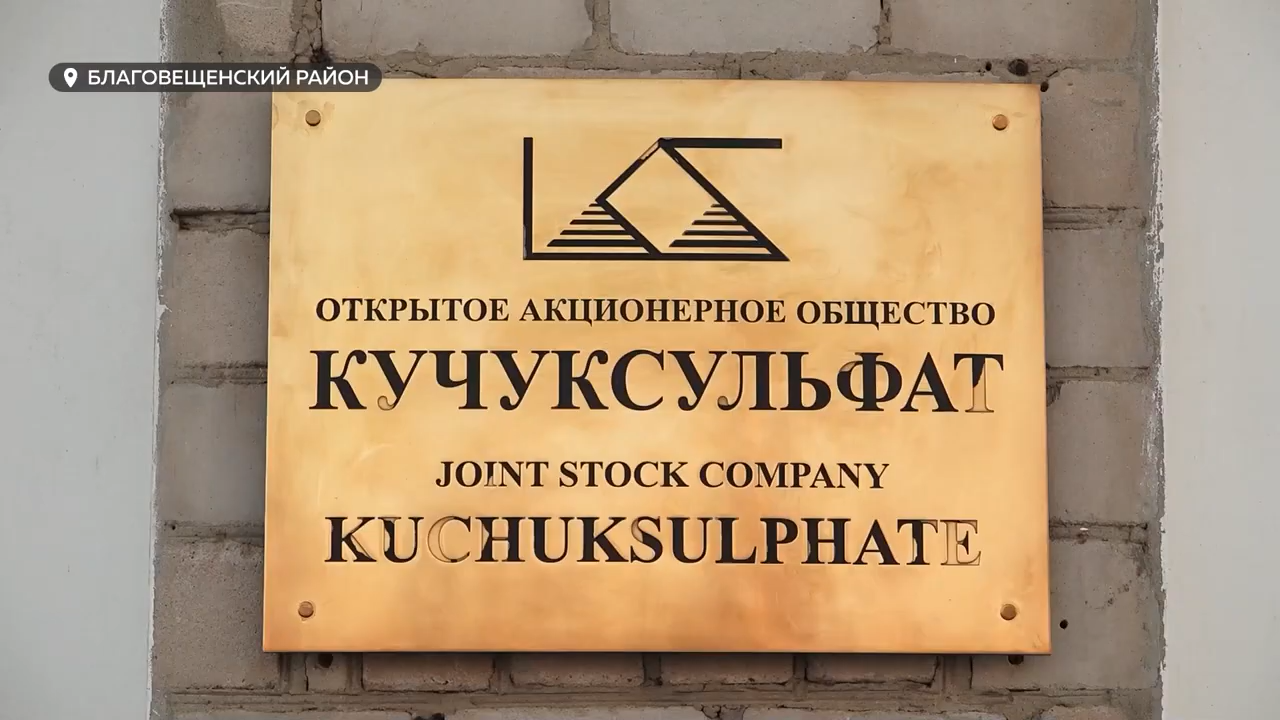 БЛАГОВЕЩЕНСКИЙ РАЙОН
ОТКРЫТОЕ АКЦИОНЕРНОЕ ОБЩЕСТВО
КУЧУКСУЛЬФАТ
JOINT STOCK COMPANY
KUCHUKSULPHATE